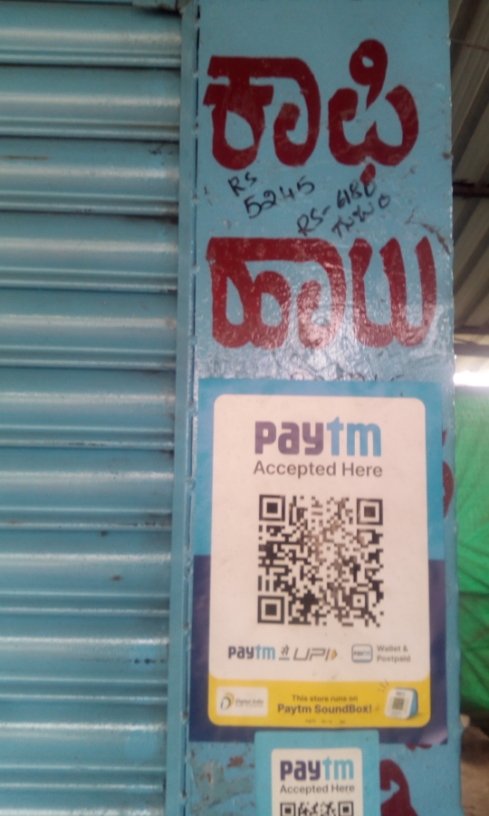 ಕಾಫಿ
RS
5245
RS-618
ಹಾಲು
paytm
Accepted Here
paytm से UPI
Wallet &
Postpaid
This store runs on
Paytm SoundBox!
paytm
Accepted Here